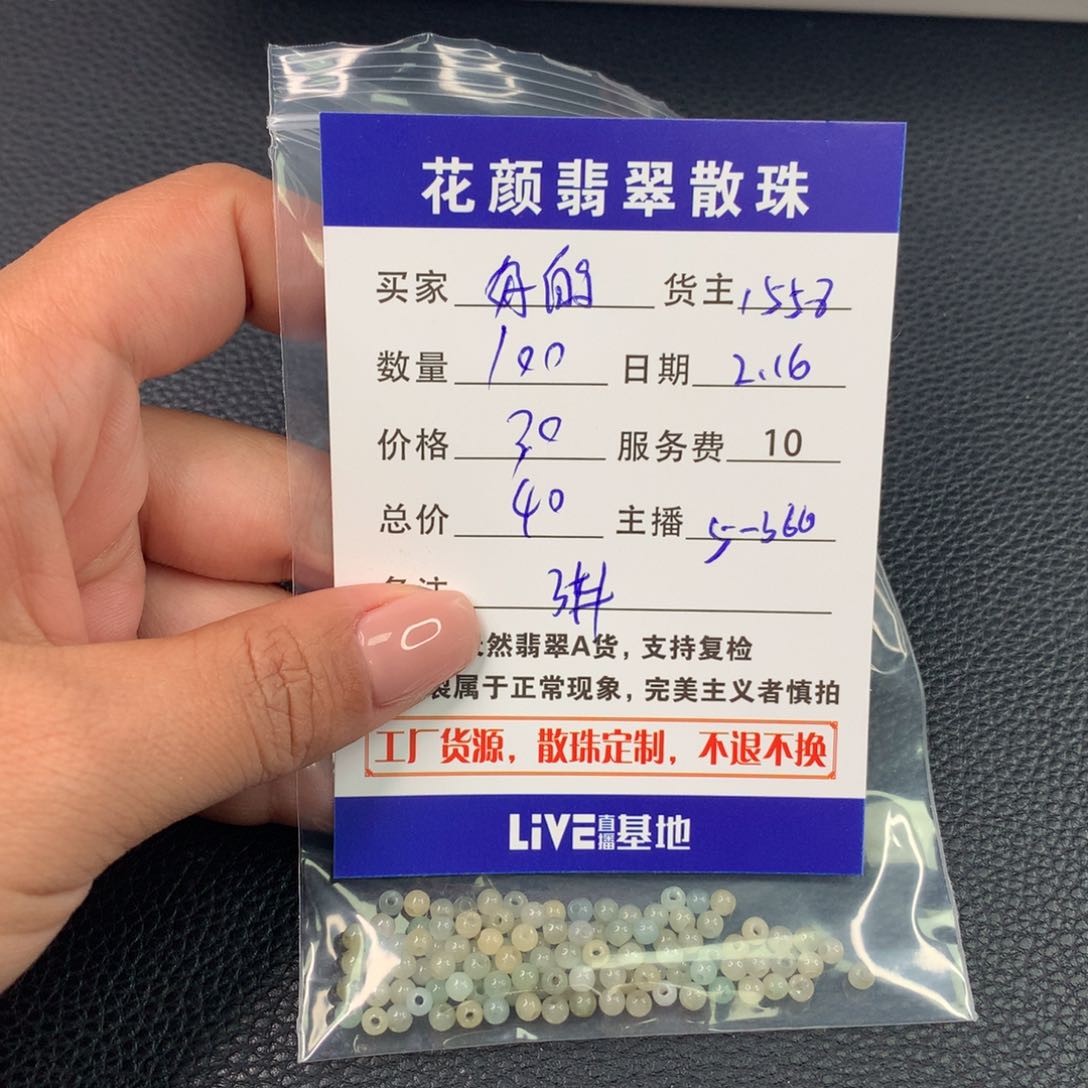 花颜翡翠散珠
买家 货主 1558
数量 100 日期 2.16
价格 30 服务费 10
总价 40 主播 5-360
3#
然翡翠A货，支持复检
属于正常现象，完美主义者慎拍
工厂货源，散珠定制，不退不换
LiVE直播基地